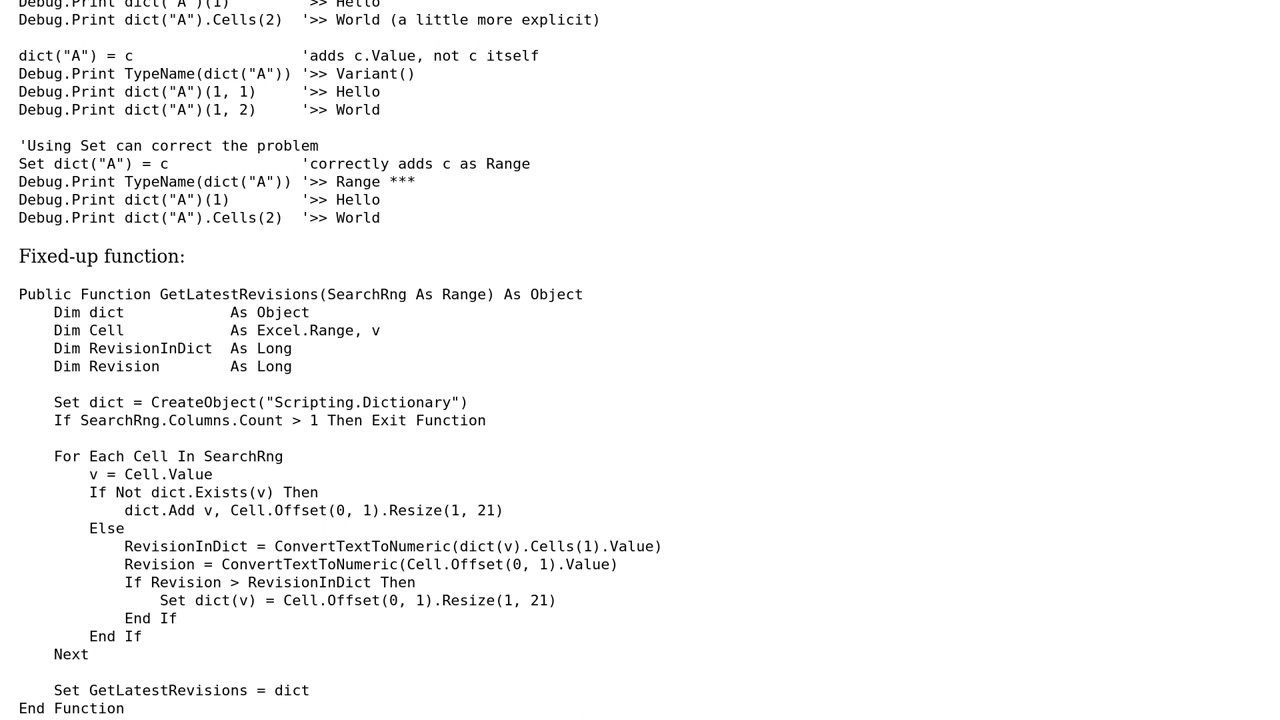 Debug.Print dict("A")(1)        '>> Hello
Debug.Print dict("A").Cells(2)  '>> World (a little more explicit)

dict("A") = c                   'adds c.Value, not c itself
Debug.Print TypeName(dict("A")) '>> Variant()
Debug.Print dict("A")(1, 1)     '>> Hello
Debug.Print dict("A")(1, 2)     '>> World

'Using Set can correct the problem
Set dict("A") = c               'correctly adds c as Range
Debug.Print TypeName(dict("A")) '>> Range ***
Debug.Print dict("A")(1)        '>> Hello
Debug.Print dict("A").Cells(2)  '>> World

Fixed-up function:

Public Function GetLatestRevisions(SearchRng As Range) As Object
    Dim dict            As Object
    Dim Cell            As Excel.Range, v
    Dim RevisionInDict  As Long
    Dim Revision        As Long

    Set dict = CreateObject("Scripting.Dictionary")
    If SearchRng.Columns.Count > 1 Then Exit Function

    For Each Cell In SearchRng
        v = Cell.Value
        If Not dict.Exists(v) Then
            dict.Add v, Cell.Offset(0, 1).Resize(1, 21)
        Else
            RevisionInDict = ConvertTextToNumeric(dict(v).Cells(1).Value)
            Revision = ConvertTextToNumeric(Cell.Offset(0, 1).Value)
            If Revision > RevisionInDict Then
                Set dict(v) = Cell.Offset(0, 1).Resize(1, 21)
            End If
        End If
    Next

    Set GetLatestRevisions = dict
End Function